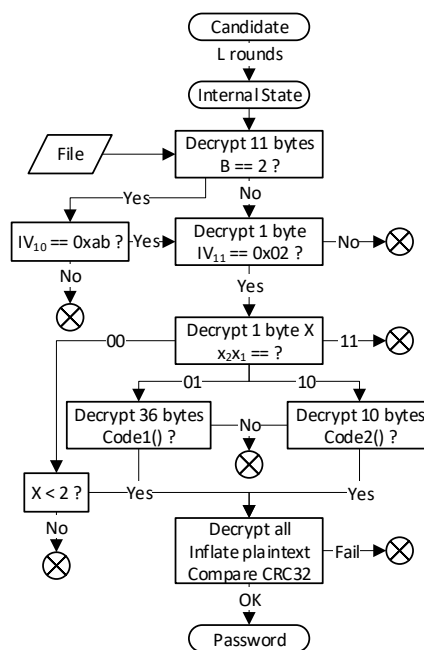 Candidate
L rounds
Internal State
File
Decrypt 11 bytes
B == 2 ?
Yes
No
IV10 == 0xab ?
Yes
Decrypt 1 byte
IV11 == 0x02 ?
No
No
Yes
00
Decrypt 1 byte X
x2x1 == ?
11
01
10
Decrypt 36 bytes
Code1() ?
No
Decrypt 10 bytes
Code2() ?
X < 2 ?
Yes
Yes
No
Decrypt all
Inflate plaintext
Compare CRC32
Fail
OK
Password